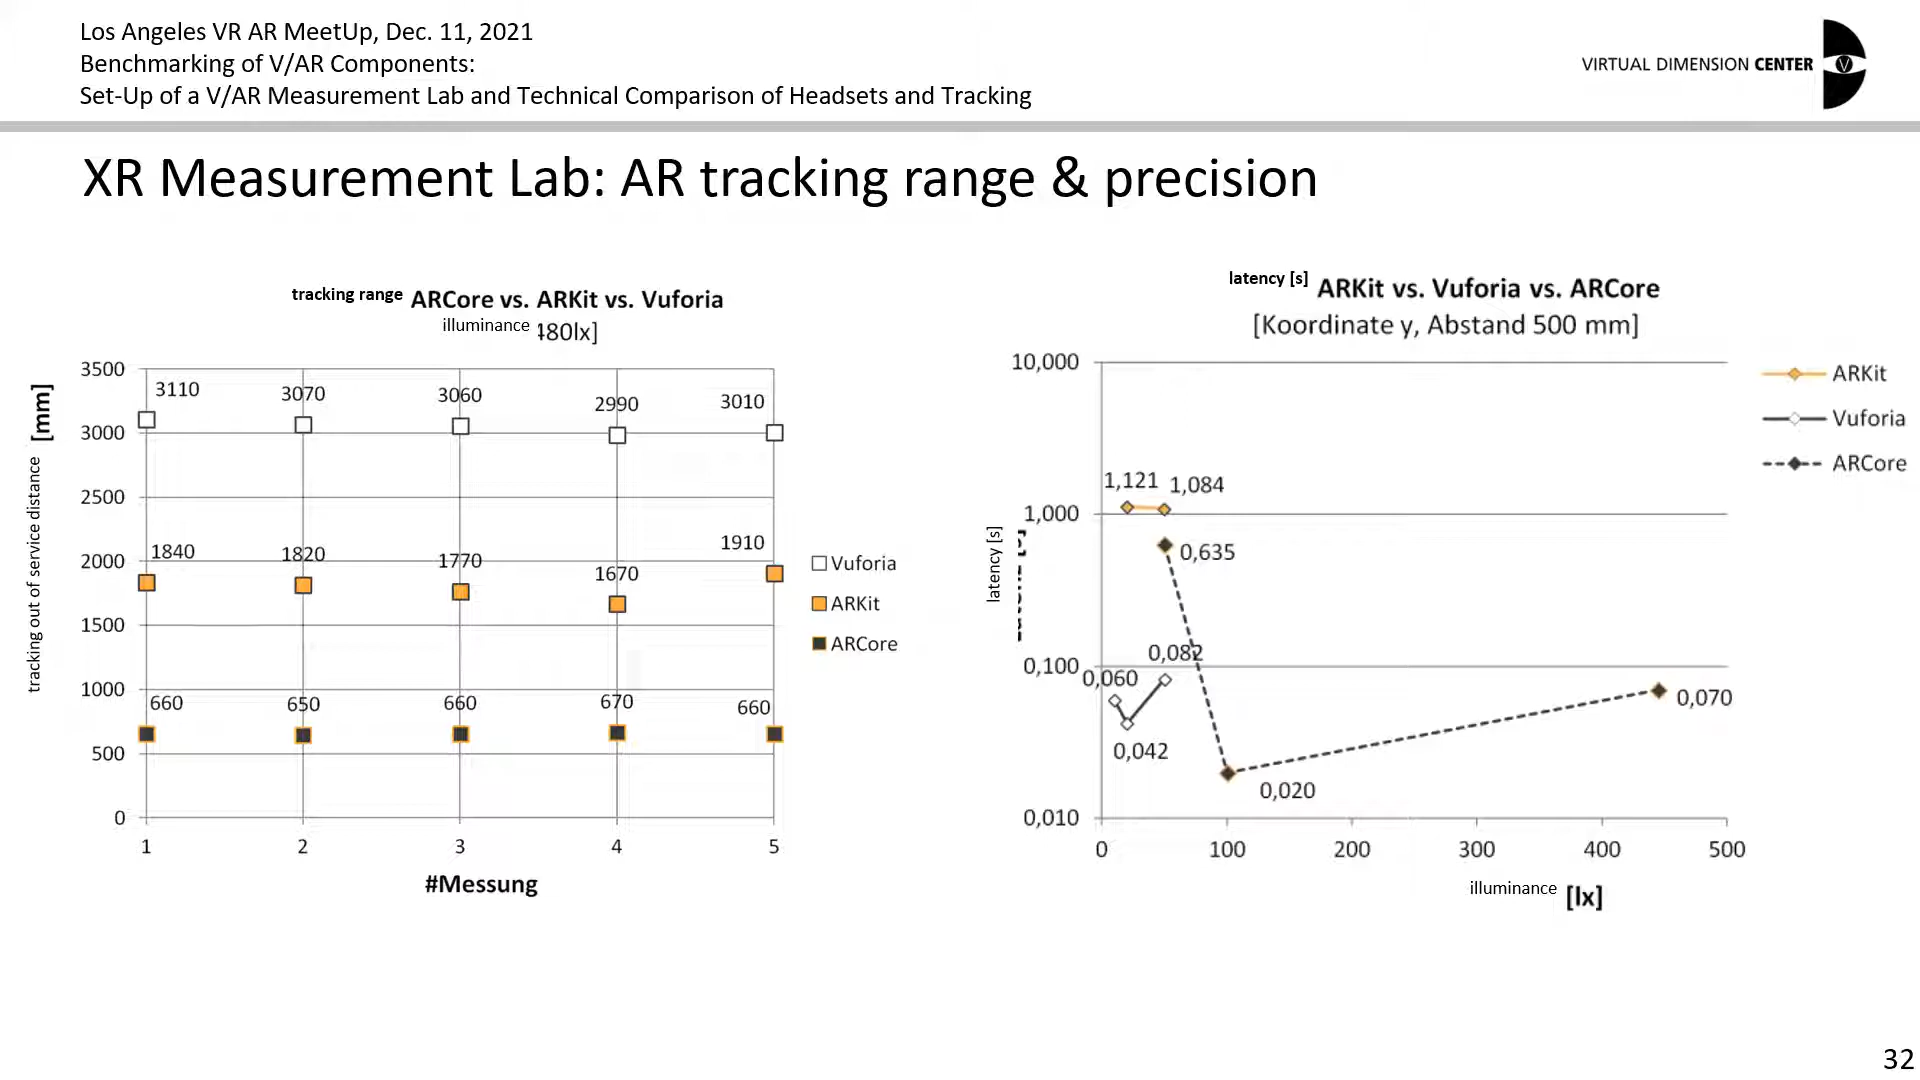 Los Angeles VR AR MeetUp, Dec. 11, 2021
Benchmarking of V/AR Components:
Set-Up of a V/AR Measurement Lab and Technical Comparison of Headsets and Tracking
VIRTUAL DIMENSION CENTER
V
XR Measurement Lab: AR tracking range & precision
tracking range ARCore vs. ARKit vs. Vuforia
illuminance 480lx]
tracking out of service distance [mm]
3500
3000
2500
2000
1500
1000
500
0
3110 3070 3060 2990 3010
1840 1820 1770 1670 1910
660 650 660 670 660
1 2 3 4 5
#Messung
Vuforia
ARKit
ARCore
latency [s] ARKit vs. Vuforia vs. ARCore
[Koordinate y, Abstand 500 mm]
latency [s]
10,000
1,000
0,100
0,010
1,121 1,084
0,635
0,082
0,060
0,042
0,020
0,070
0 100 200 300 400 500
illuminance [lx]
ARKit
Vuforia
ARCore
32